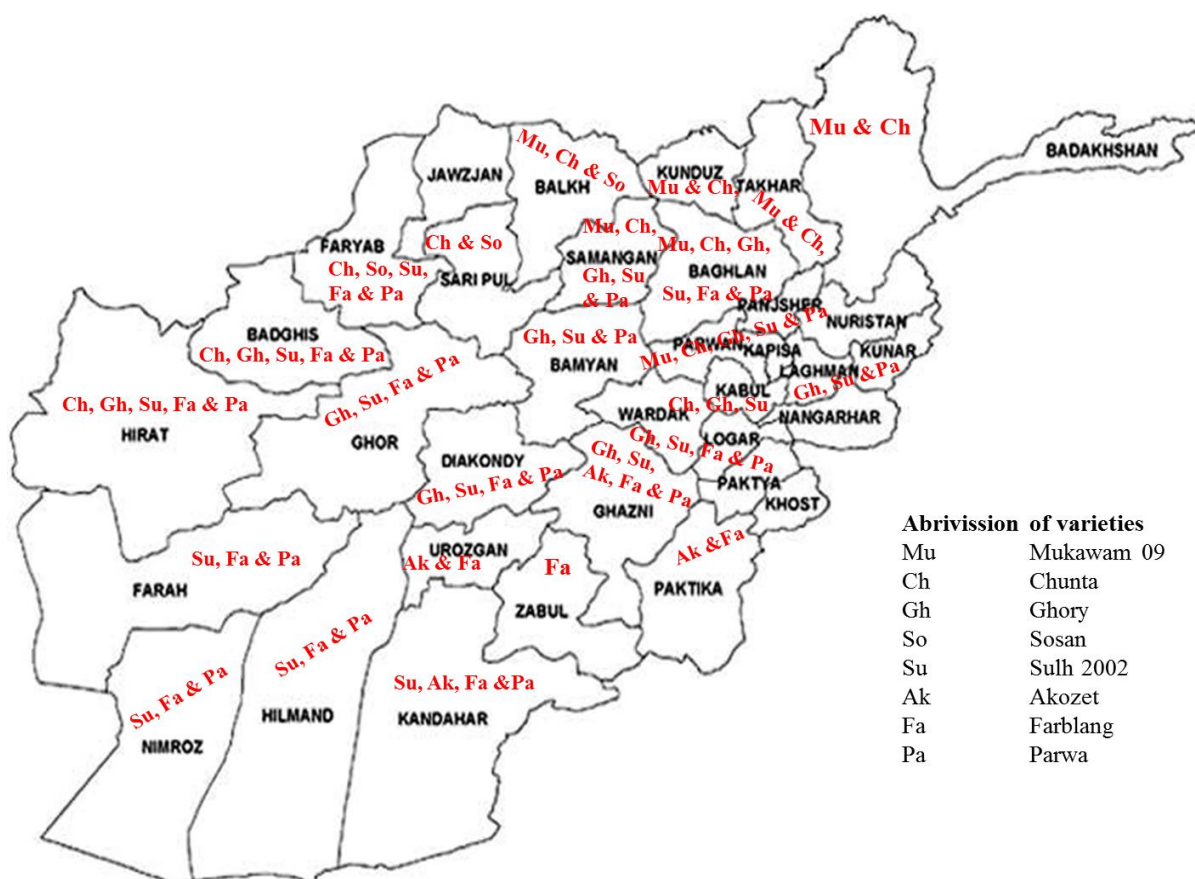 Mu & Ch
BADAKHSHAN
Mu, Ch & So
JAWZJAN
BALKH
KUNDUZ
Mu & Ch,
TAKHAR
Mu & Ch,
FARYAB
Ch, So, Su,
Fa & Pa
Ch & So
SARI PUL
Mu, Ch,
SAMANGAN
Gh, Su
& Pa
Mu, Ch, Gh,
BAGHLAN
Su, Fa & Pa
PANJSHER
NURISTAN
BADGHIS
Ch, Gh, Su, Fa & Pa
Gh, Su & Pa
BAMYAN
PARWAN
Mu, Ch, Gh, Su & Pa
KAPISA
KUNAR
LAGHMAN
Gh, Su &Pa
KABUL
Ch, Gh, Su
NANGARHAR
Ch, Gh, Su, Fa & Pa
HIRAT
Gh, Su, Fa & Pa
GHOR
WARDAK
LOGAR
Gh, Su, Fa & Pa
PAKTYA
KHOST
DIAKONDY
Gh, Su, Fa & Pa
Gh, Su,
Ak, Fa & Pa
GHAZNI
Su, Fa & Pa
FARAH
UROZGAN
Ak & Fa
Fa
ZABUL
Ak &Fa
PAKTIKA
Su, Fa & Pa
NIMROZ
Su, Fa & Pa
HILMAND
Su, Ak, Fa &Pa
KANDAHAR
Abrivission of varieties
Mu Mukawam 09
Ch Chunta
Gh Ghory
So Sosan
Su Sulh 2002
Ak Akozet
Fa Farblang
Pa Parwa